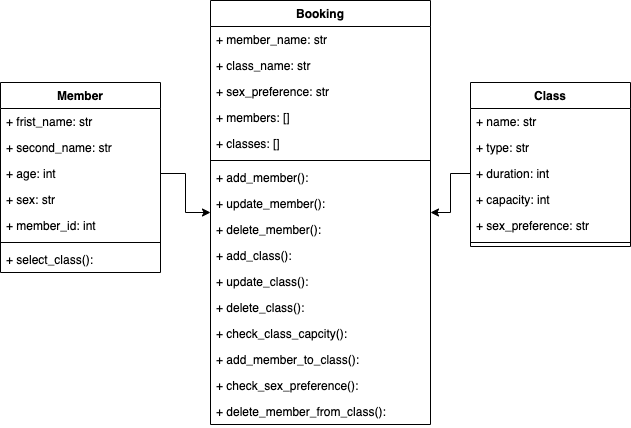 Booking
+ member_name: str
+ class_name: str
+ sex_preference: str
+ members: []
+ classes: []
+ add_member():
+ update_member():
+ delete_member():
+ add_class():
+ update_class():
+ delete_class():
+ check_class_capcity():
+ add_member_to_class():
+ check_sex_preference():
+ delete_member_from_class():
Member
+ frist_name: str
+ second_name: str
+ age: int
+ sex: str
+ member_id: int
+ select_class():
Class
+ name: str
+ type: str
+ duration: int
+ capacity: int
+ sex_preference: str